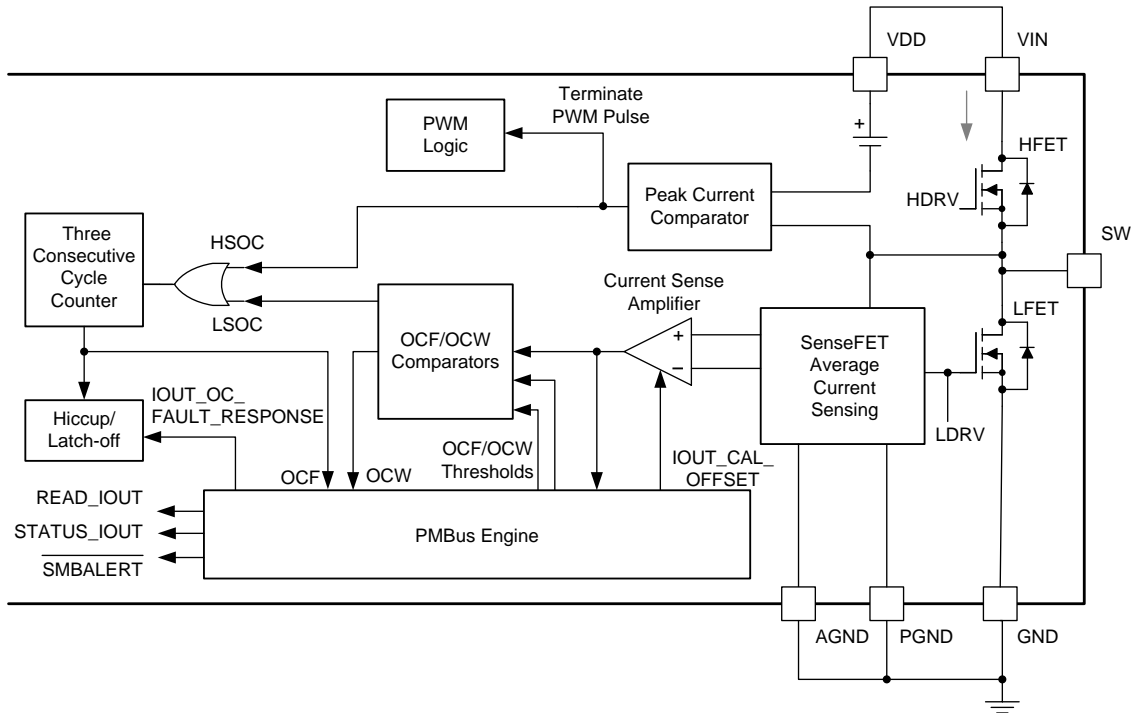 VDD
VIN
Terminate
PWM Pulse
PWM
Logic
+
HFET
Peak Current
Comparator
HDRV
SW
Three
Consecutive
Cycle
Counter
HSOC
LSOC
Current Sense
Amplifier
LFET
OCF/OCW
Comparators
+
−
SenseFET
Average
Current
Sensing
IOUT_OC_
FAULT_RESPONSE
Hiccup/
Latch-off
LDRV
OCF/OCW
Thresholds
IOUT_CAL_
OFFSET
OCF
OCW
READ_IOUT
STATUS_IOUT
SMBALERT
PMBus Engine
AGND
PGND
GND